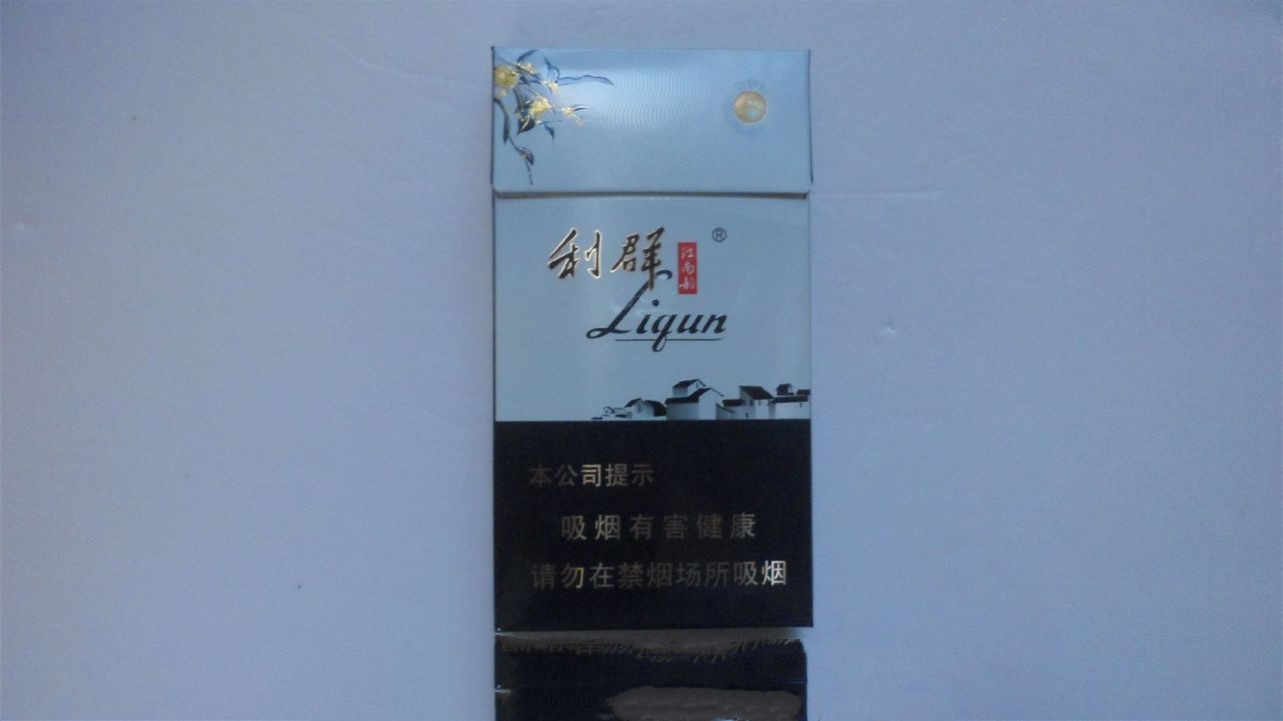 利群
江南韵
®
Liqun
本公司提示
吸烟有害健康
请勿在禁烟场所吸烟